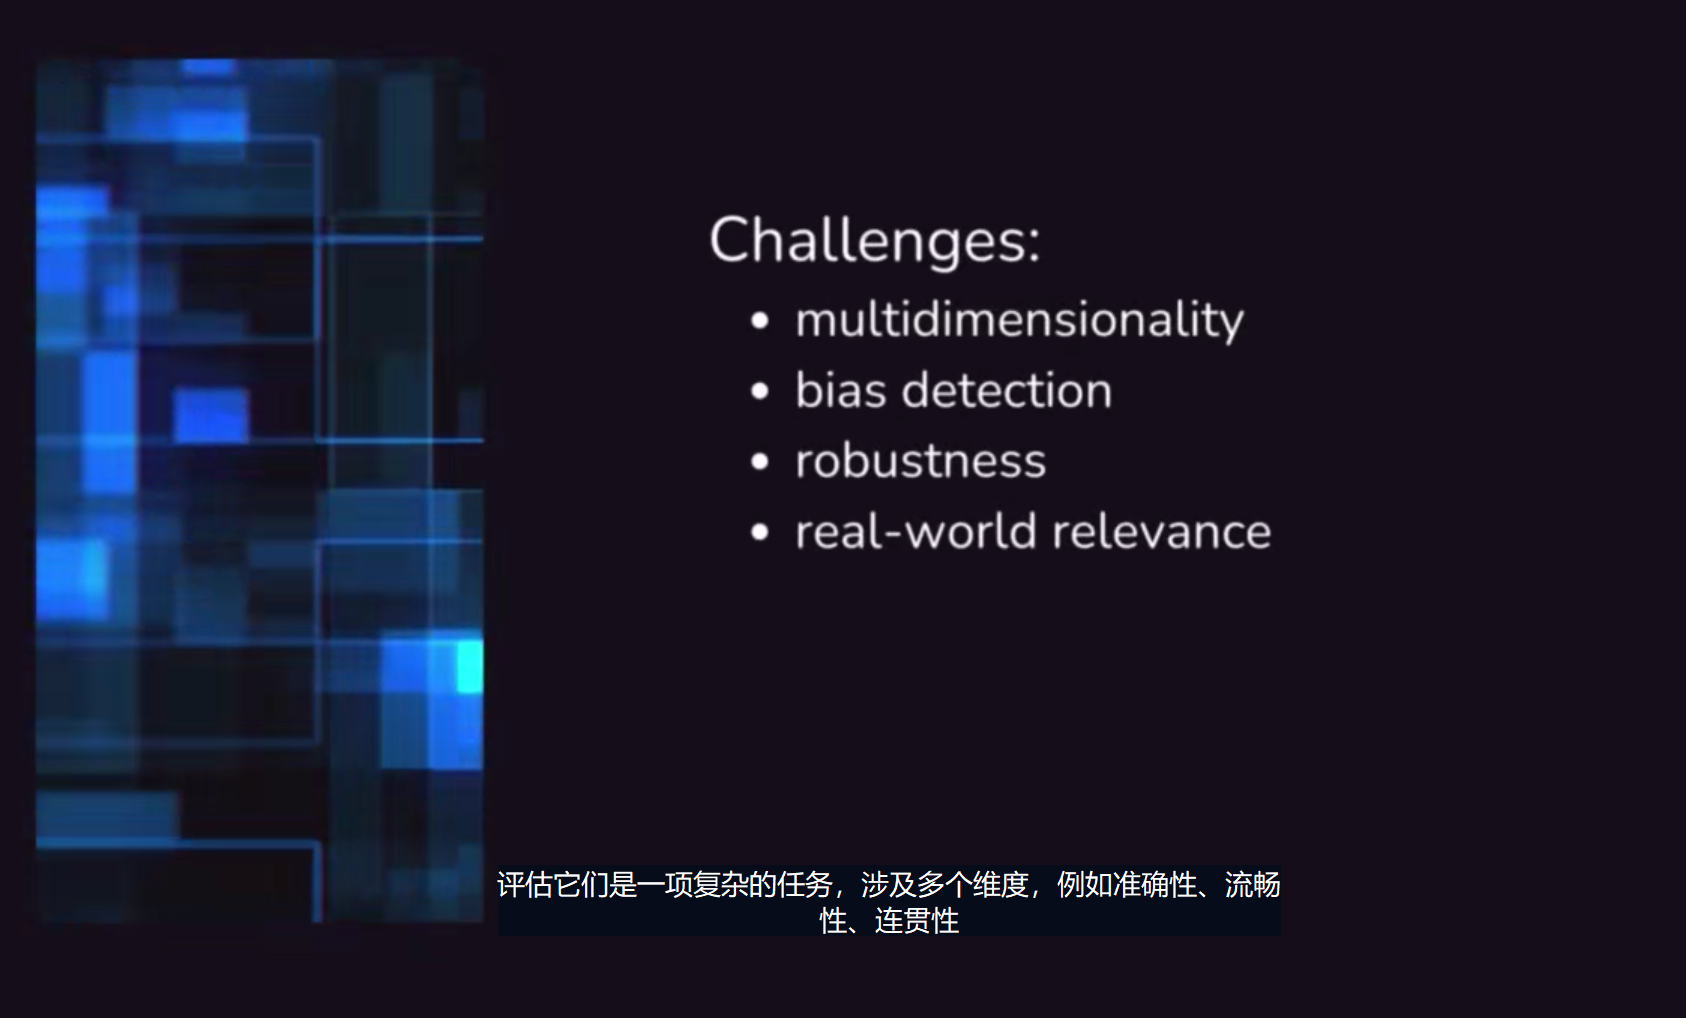 Challenges:
• multidimensionality
• bias detection
• robustness
• real-world relevance
评估它们是一项复杂的任务，涉及多个维度，例如准确性、流畅
性、连贯性